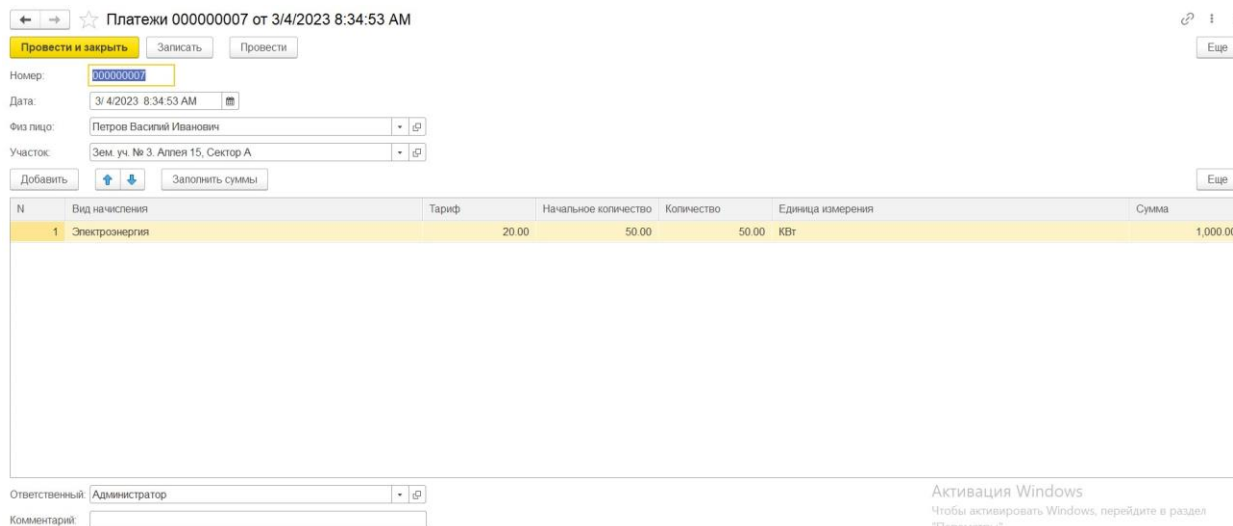 Платежи 000000007 от 3/4/2023 8:34:53 AM
Провести и закрыть Записать Провести Еще
Номер: 000000007
Дата: 3/ 4/2023 8:34:53 AM
Физ лицо: Петров Василий Иванович
Участок: Зем. уч. № 3. Аллея 15, Сектор А
Добавить Заполнить суммы Еще
N Вид начисления Тариф Начальное количество Количество Единица измерения Сумма
1 Электроэнергия 20.00 50.00 50.00 КВт 1,000.00
Ответственный: Администратор
Активация Windows
Комментарий:
Чтобы активировать Windows, перейдите в раздел